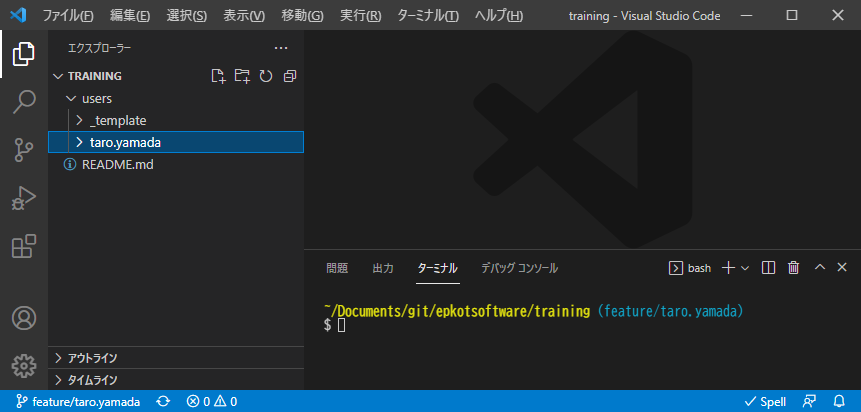 ファイル(F) 編集(E) 選択(S) 表示(V) 移動(G) 実行(R) ターミナル(T) ヘルプ(H) training - Visual Studio Code
エクスプローラー
TRAINING
users
_template
taro.yamada
README.md
問題 出力 ターミナル デバッグ コンソール bash
~/Documents/git/epkotsoftware/training (feature/taro.yamada)
$
アウトライン
タイムライン
feature/taro.yamada 0 0 Spell